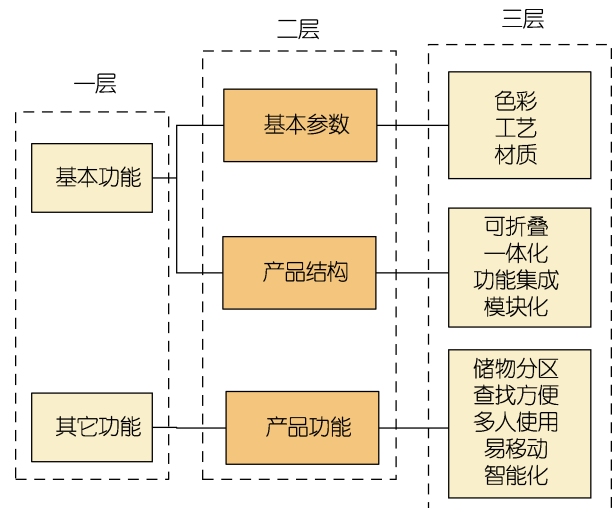 一层
二层
三层
基本功能
其它功能
基本参数
产品结构
产品功能
色彩
工艺
材质
可折叠
一体化
功能集成
模块化
储物分区
查找方便
多人使用
易移动
智能化